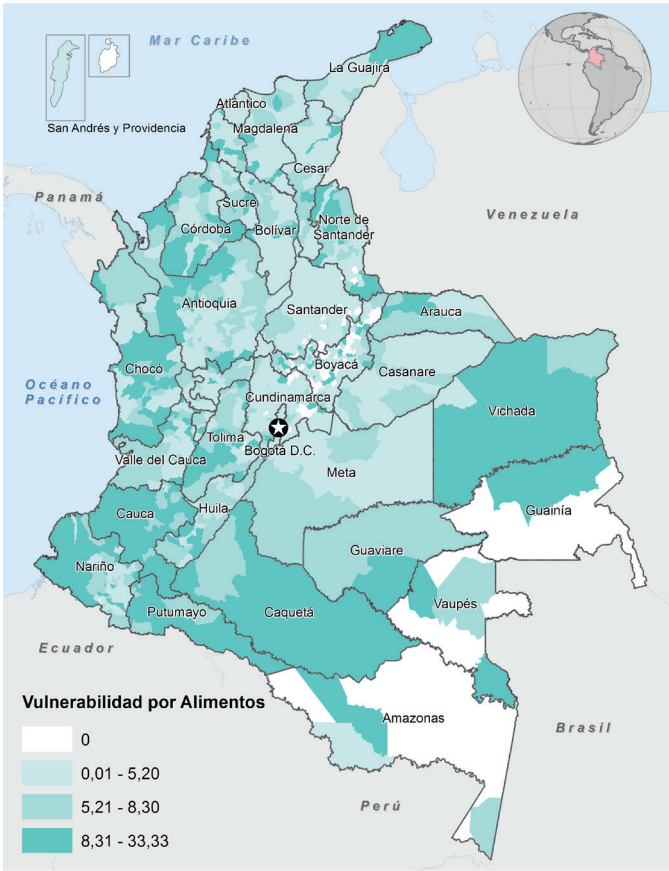 Mar Caribe
La Guajira
San Andrés y Providencia
Atlántico
Magdalena
Cesar
Panamá
Venezuela
Sucre
Norte de
Santander
Córdoba
Bolívar
Antioquia
Santander
Arauca
Chocó
Boyacá
Casanare
Océano
Pacífico
Cundinamarca
Vichada
Tolima
Bogotá D.C.
Valle del Cauca
Meta
Huila
Guainía
Cauca
Guaviare
Nariño
Vaupés
Putumayo
Caquetá
Ecuador
Vulnerabilidad por Alimentos
Amazonas
Brasil
0
0,01 - 5,20
5,21 - 8,30
Perú
8,31 - 33,33